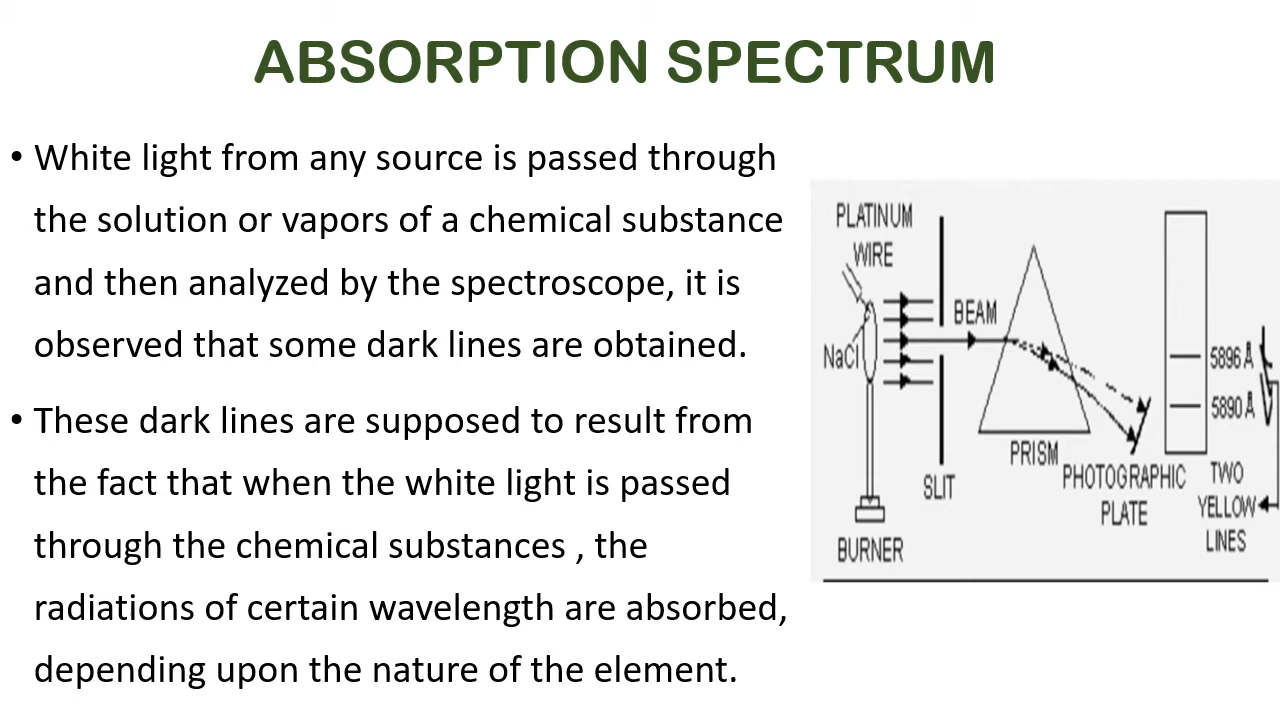 ABSORPTION SPECTRUM
• White light from any source is passed through
the solution or vapors of a chemical substance
and then analyzed by the spectroscope, it is
observed that some dark lines are obtained.
• These dark lines are supposed to result from
the fact that when the white light is passed
through the chemical substances , the
radiations of certain wavelength are absorbed,
depending upon the nature of the element.
PLATINUM
WIRE
NaCl
BURNER
SLIT
BEAM
PRISM
PHOTOGRAPHIC
PLATE
5896 Å
5890 Å
TWO
YELLOW
LINES